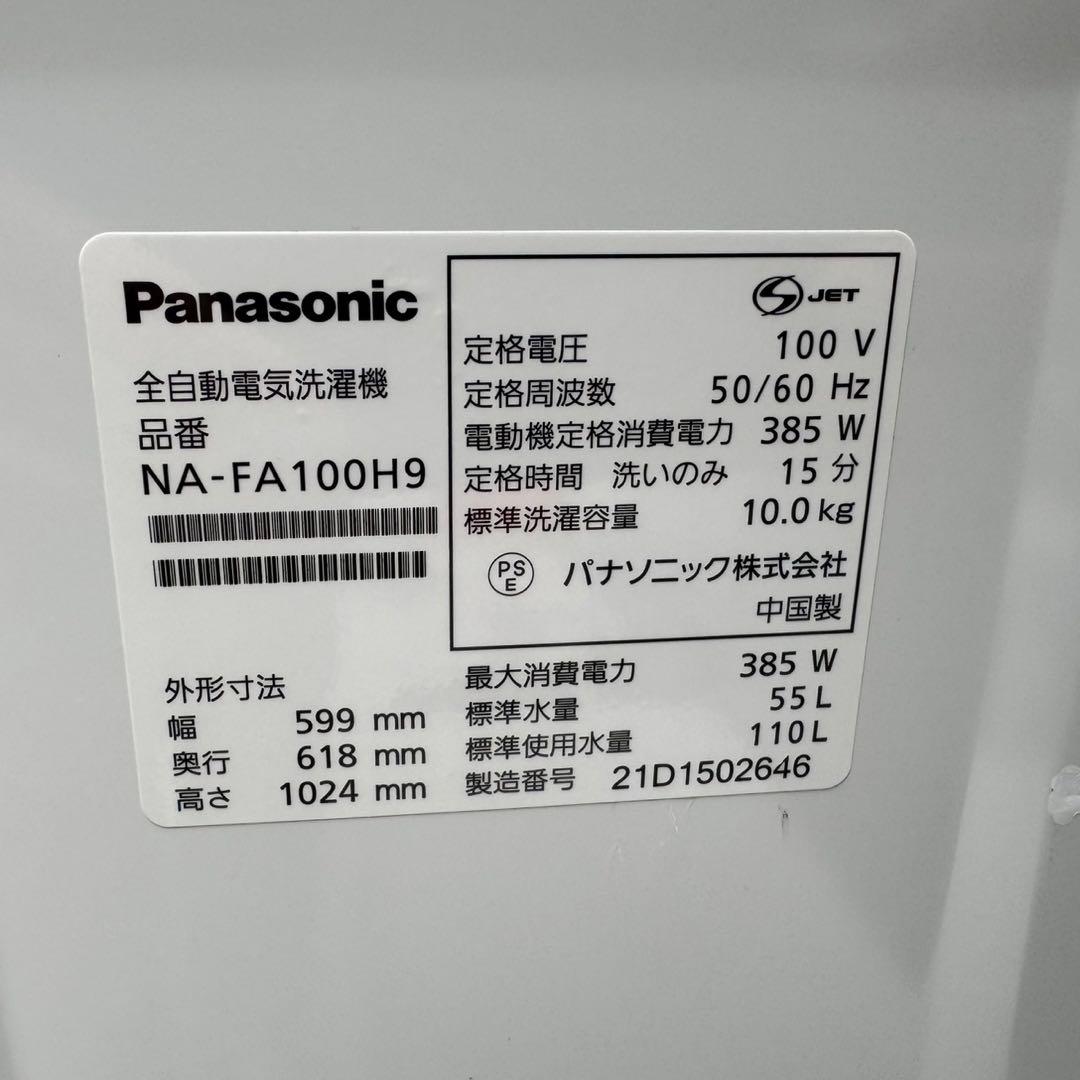 Panasonic
全自動電気洗濯機
品番
NA-FA100H9
外形寸法
幅 599 mm
奥行 618 mm
高さ 1024 mm
JET
定格電圧 100 V
定格周波数 50/60 Hz
電動機定格消費電力 385 W
定格時間 洗いのみ 15 分
標準洗濯容量 10.0 kg
PS
E
パナソニック株式会社
中国製
最大消費電力 385 W
標準水量 55 L
標準使用水量 110 L
製造番号 21D1502646